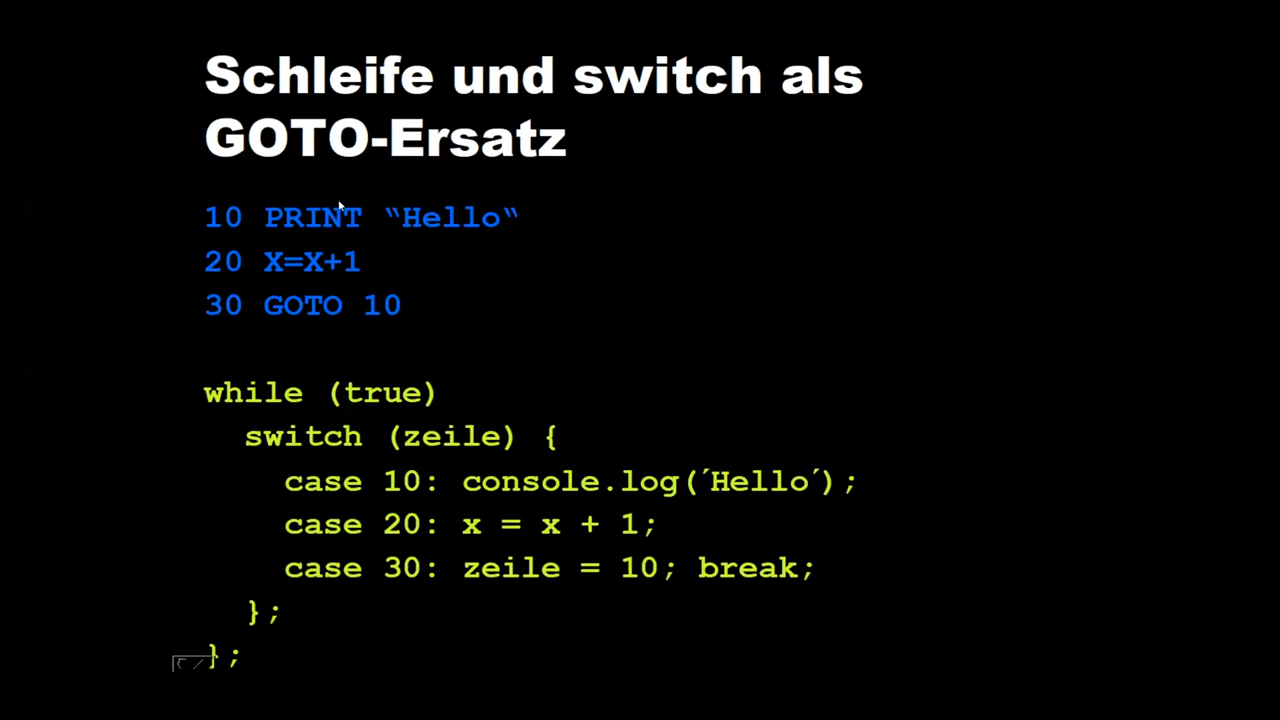 Schleife und switch als
GOTO-Ersatz
10 PRINT “Hello“
20 X=X+1
30 GOTO 10
while (true)
switch (zeile) {
case 10: console.log(´Hello´);
case 20: x = x + 1;
case 30: zeile = 10; break;
};
};